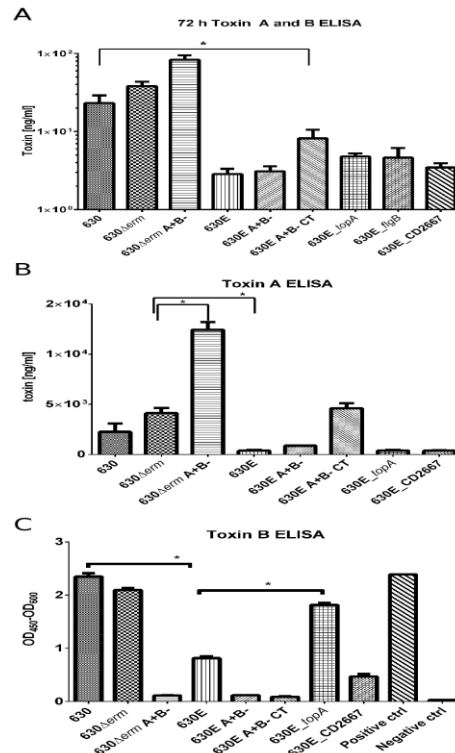 A
72 h Toxin A and B ELISA
Toxin [ng/ml]
1×10²
1×10¹
1×10⁰
*
630
630Δerm
630Δerm A+B-
630E
630E A+B-
630E A+B- CT
630E_topA
630E_flgB
630E_CD2667
B
Toxin A ELISA
toxin [ng/ml]
2×10⁴
1×10⁴
5×10³
0
*
*
630
630Δerm
630Δerm A+B-
630E
630E A+B-
630E A+B- CT
630E_topA
630E_CD2667
C
Toxin B ELISA
OD₄₅₀-OD₆₀₀
3
2
1
0
*
*
630
630Δerm
630Δerm A+B-
630E
630E A+B-
630E A+B- CT
630E_topA
630E_CD2667
Positive ctrl
Negative ctrl